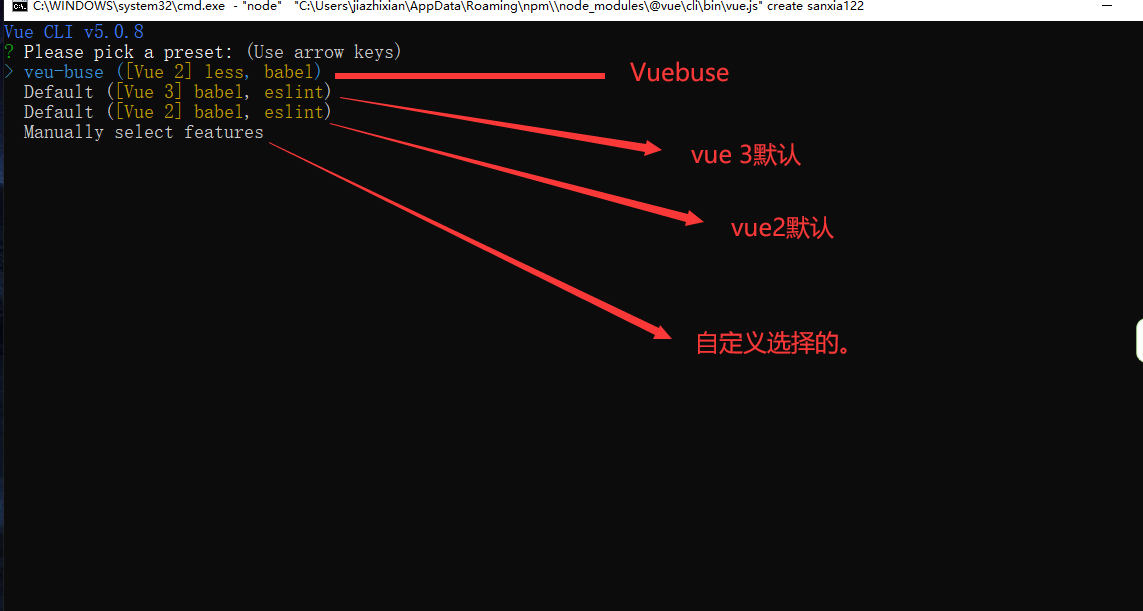 C:\WINDOWS\system32\cmd.exe - "node" "C:\Users\jiazhixian\AppData\Roaming\npm\\node_modules\@vue\cli\bin\vue.js" create sanxia122
Vue CLI v5.0.8
? Please pick a preset: (Use arrow keys)
> veu-buse ([Vue 2] less, babel)
Vuebuse
Default ([Vue 3] babel, eslint)
Default ([Vue 2] babel, eslint)
Manually select features
vue 3默认
vue2默认
自定义选择的。